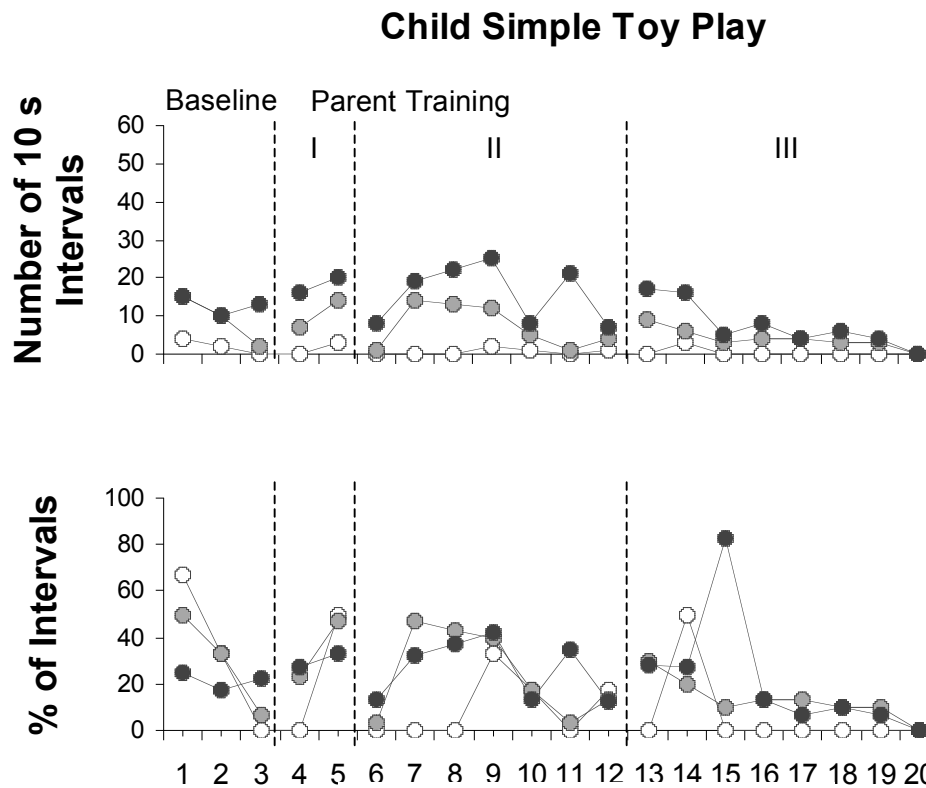 Child Simple Toy Play
Baseline
Parent Training
I
II
III
Number of 10 s
Intervals
60
50
40
30
20
10
0
% of Intervals
100
80
60
40
20
0
1 2 3 4 5 6 7 8 9 10 11 12 13 14 15 16 17 18 19 20